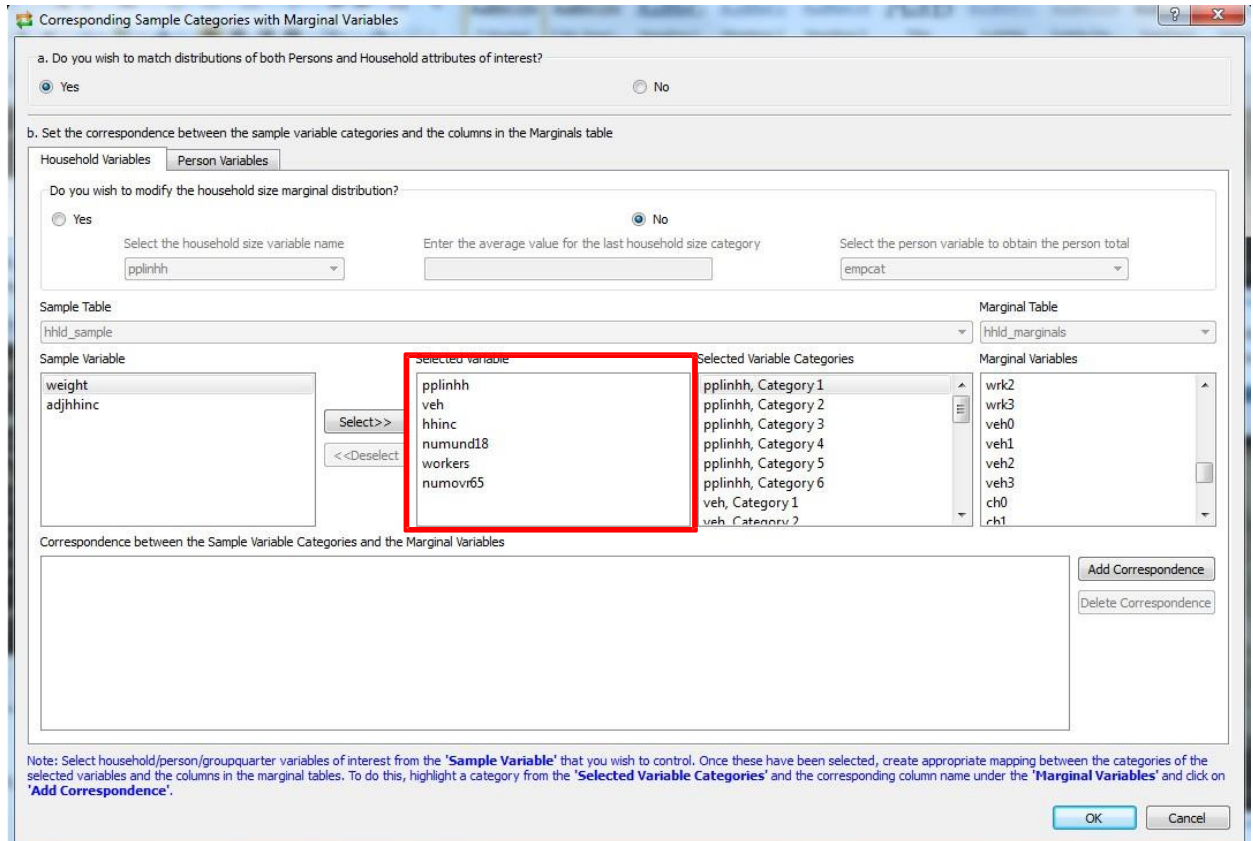 Corresponding Sample Categories with Marginal Variables
a. Do you wish to match distributions of both Persons and Household attributes of interest?
Yes
No
b. Set the correspondence between the sample variable categories and the columns in the Marginals table
Household Variables
Person Variables
Do you wish to modify the household size marginal distribution?
Yes
No
Select the household size variable name
Enter the average value for the last household size category
Select the person variable to obtain the person total
pplinhh
empcat
Sample Table
Marginal Table
hhld_sample
hhld_marginals
Sample Variable
Selected Variable
Selected Variable Categories
Marginal Variables
weight
adjhhinc
Select>>
<<Deselect
pplinhh
veh
hhinc
numund18
workers
numovr65
pplinhh, Category 1
pplinhh, Category 2
pplinhh, Category 3
pplinhh, Category 4
pplinhh, Category 5
pplinhh, Category 6
veh, Category 1
veh, Category 2
wrk2
wrk3
veh0
veh1
veh2
veh3
ch0
ch1
Correspondence between the Sample Variable Categories and the Marginal Variables
Add Correspondence
Delete Correspondence
Note: Select household/person/groupquarter variables of interest from the 'Sample Variable' that you wish to control. Once these have been selected, create appropriate mapping between the categories of the
selected variables and the columns in the marginal tables. To do this, highlight a category from the 'Selected Variable Categories' and the corresponding column name under the 'Marginal Variables' and click on
'Add Correspondence'.
OK
Cancel